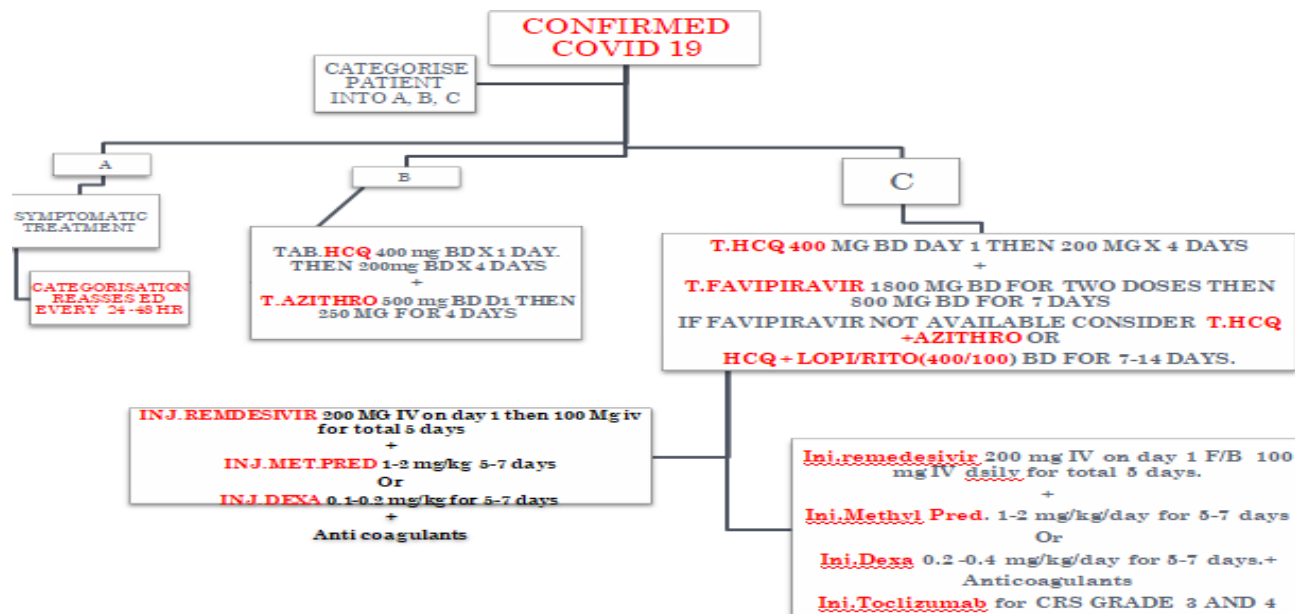 CONFIRMED
COVID 19
CATEGORISE
PATIENT
INTO A, B, C
A
B
C
SYMPTOMATIC
TREATMENT
CATEGORISATION
REASSES ED
EVERY 24-48 HR
TAB.HCQ 400 mg BD X 1 DAY.
THEN 200mg BD X 4 DAYS
+
T.AZITHRO 500 mg BD D1 THEN
250 MG FOR 4 DAYS
T.HCQ 400 MG BD DAY 1 THEN 200 MG X 4 DAYS
+
T.FAVIPIRAVIR 1800 MG BD FOR TWO DOSES THEN
800 MG BD FOR 7 DAYS
IF FAVIPIRAVIR NOT AVAILABLE CONSIDER T.HCQ
+AZITHRO OR
HCQ + LOPI/RITO(400/100) BD FOR 7-14 DAYS.
INJ.REMDESIVIR 200 MG IV on day 1 then 100 Mg iv
for total 5 days
+
INJ.MET.PRED 1-2 mg/kg 5-7 days
Or
INJ.DEXA 0.1-0.2 mg/kg for 5-7 days
+
Anti coagulants
Inj.remedesivir 200 mg IV on day 1 F/B 100
mg IV dsily for total 5 days.
+
Inj.Methyl Pred. 1-2 mg/kg/day for 5-7 days
Or
Inj.Dexa 0.2-0.4 mg/kg/day for 5-7 days.+
Anticoagulants
Inj.Toclizumab for CRS GRADE 3 AND 4